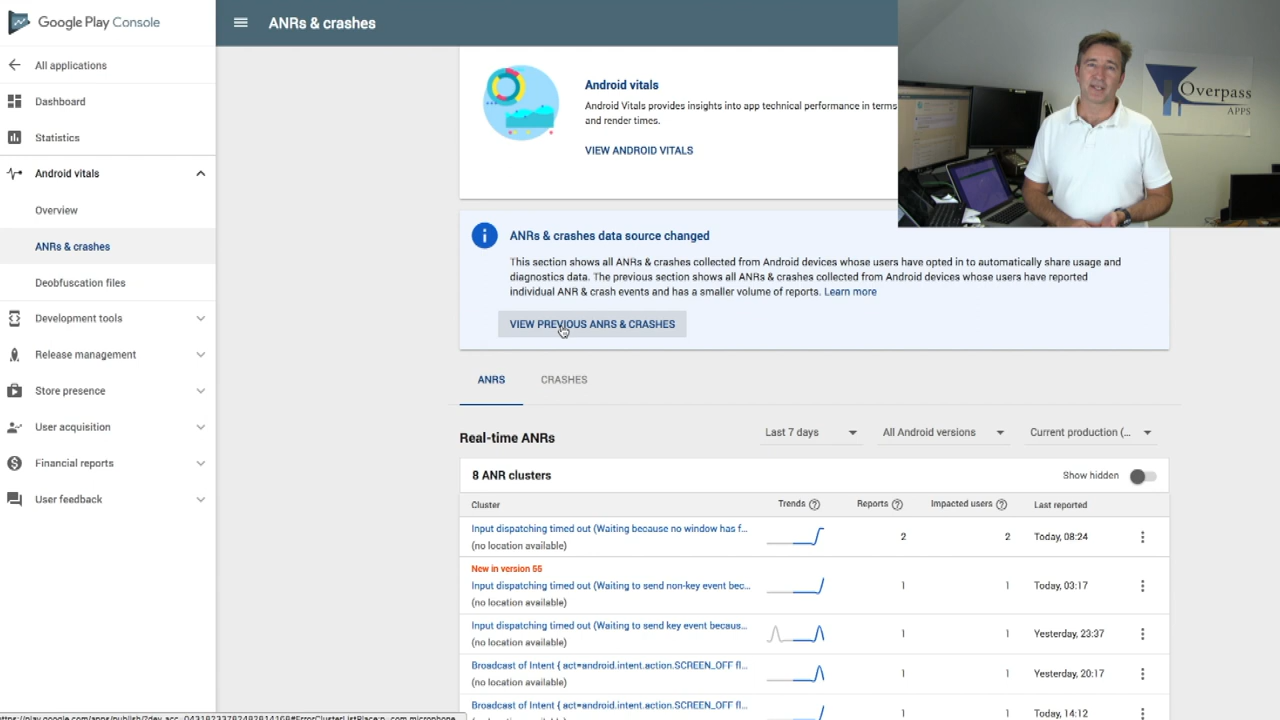 Google Play Console
All applications
Dashboard
Statistics
Android vitals
Overview
ANRs & crashes
Deobfuscation files
Development tools
Release management
Store presence
User acquisition
Financial reports
User feedback
ANRs & crashes
Overpass
APPS
Android vitals
Android Vitals provides insights into app technical performance in terms
and render times.
VIEW ANDROID VITALS
ANRs & crashes data source changed
This section shows all ANRs & crashes collected from Android devices whose users have opted in to automatically share usage and
diagnostics data. The previous section shows all ANRs & crashes collected from Android devices whose users have reported
individual ANR & crash events and has a smaller volume of reports. Learn more
VIEW PREVIOUS ANRS & CRASHES
ANRS CRASHES
Real-time ANRs Last 7 days All Android versions Current production (...
8 ANR clusters Show hidden
Cluster Trends Reports Impacted users Last reported
Input dispatching timed out (Waiting because no window has f...
(no location available) 2 2 Today, 08:24
New in version 55
Input dispatching timed out (Waiting to send non-key event bec...
(no location available) 1 1 Today, 03:17
Input dispatching timed out (Waiting to send key event becaus...
(no location available) 1 1 Yesterday, 23:37
Broadcast of Intent { act=android.intent.action.SCREEN_OFF fl...
(no location available) 1 1 Yesterday, 20:17
Broadcast of Intent { act=android.intent.action.SCREEN_OFF fl...
1 1 Today, 14:12